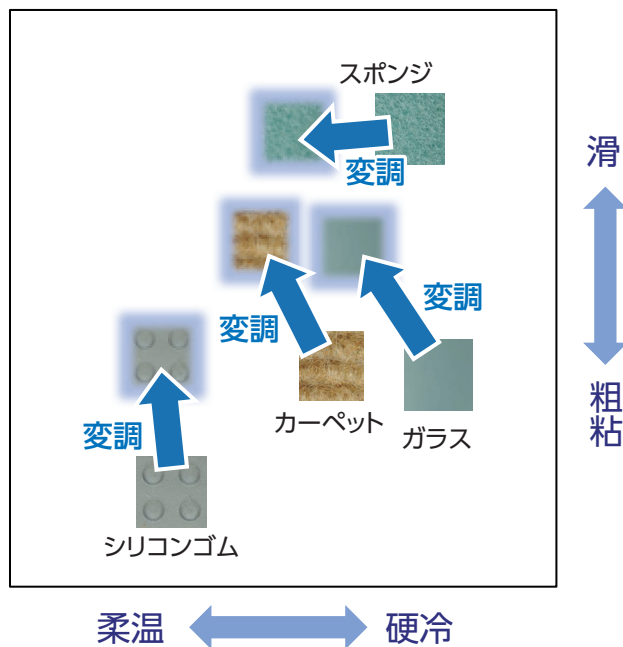 スポンジ
変調
変調
変調
変調
カーペット
ガラス
シリコンゴム
滑
粗粘
柔温
硬冷